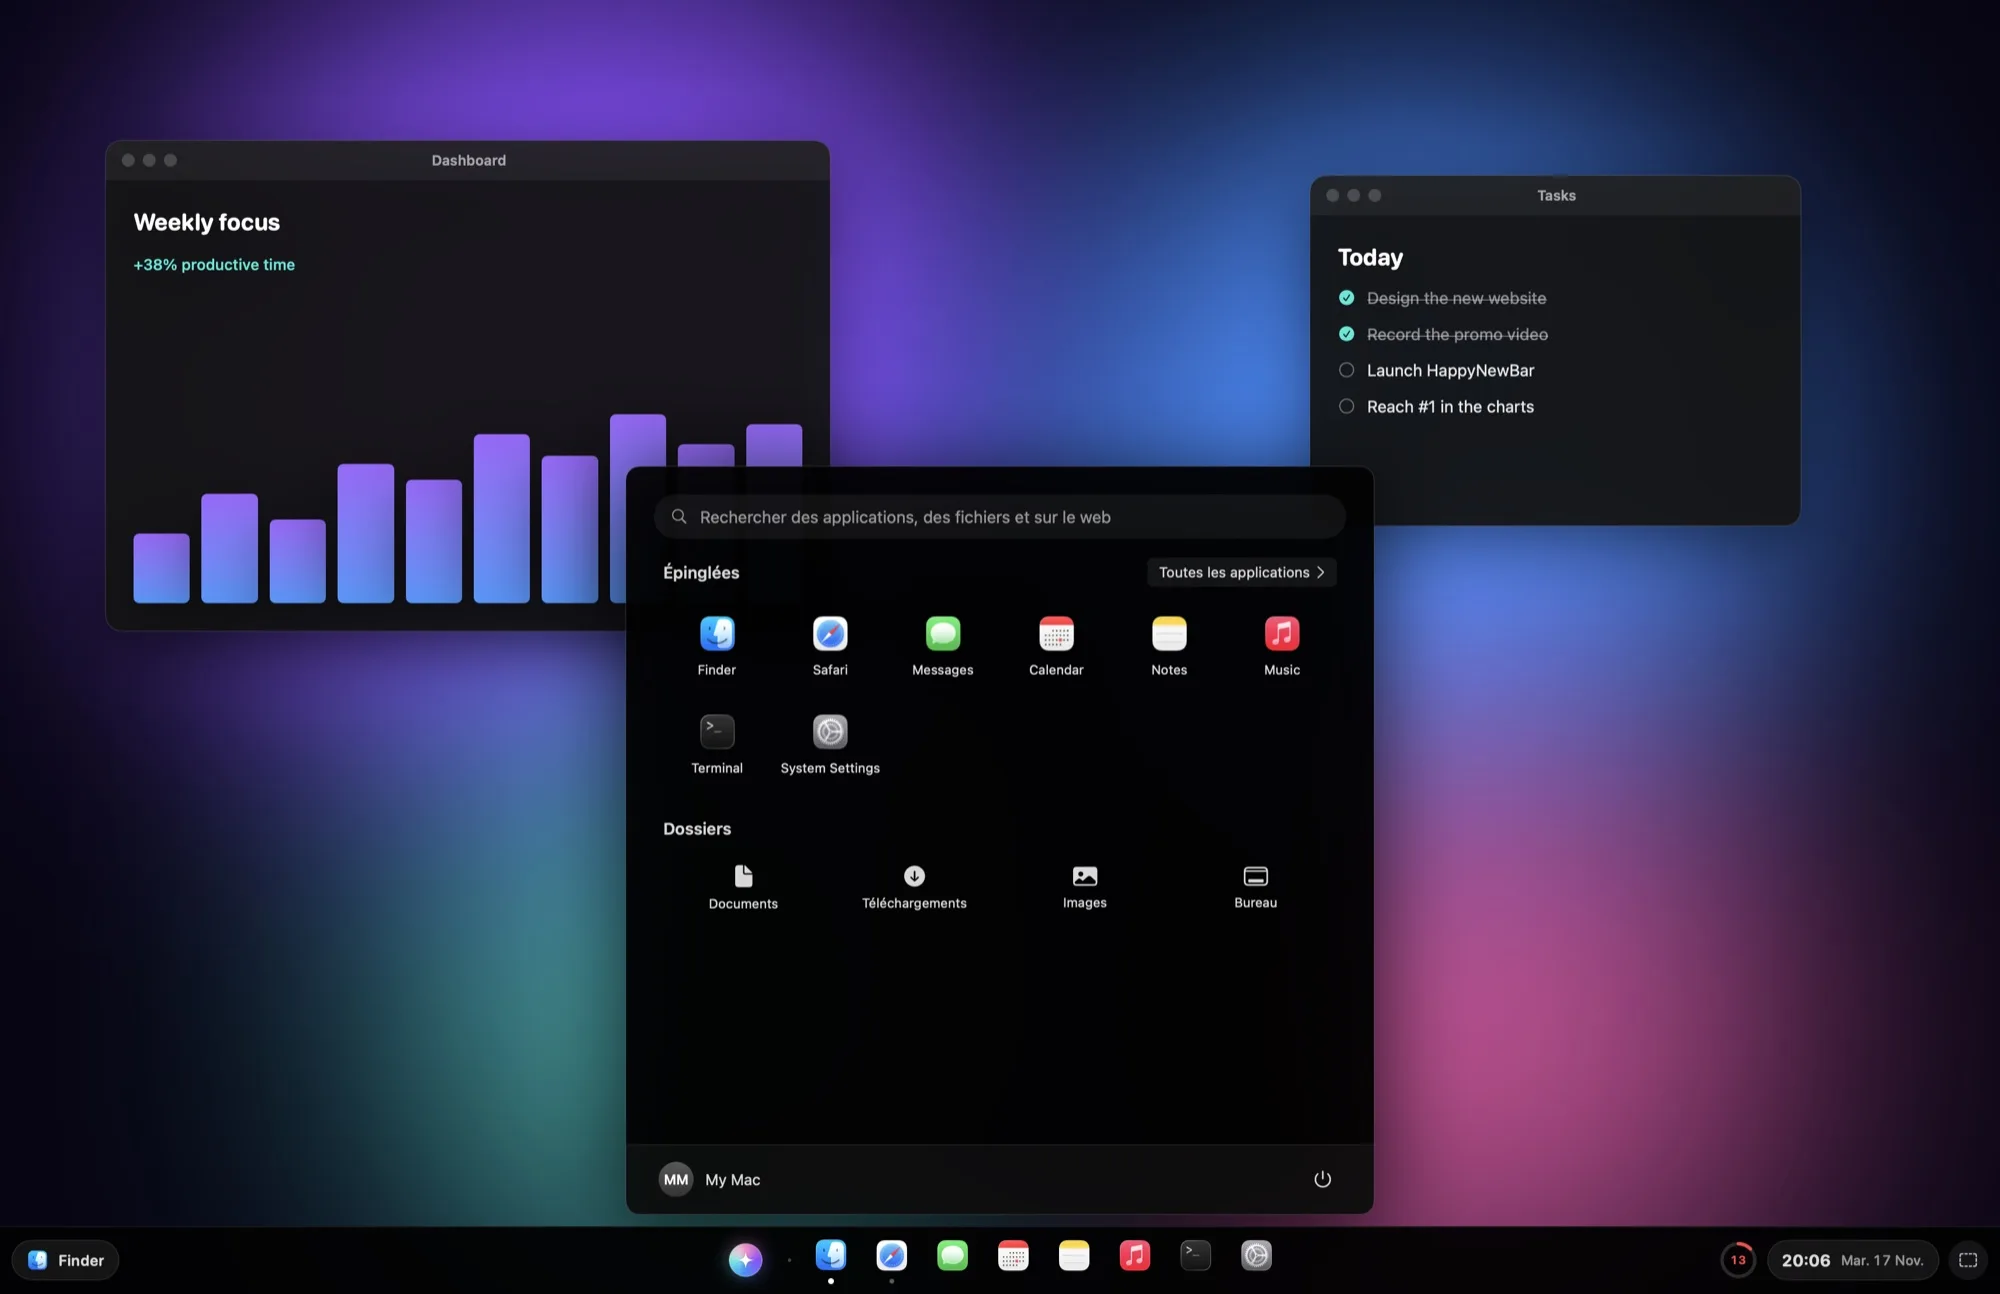 Dashboard
Weekly focus
+38% productive time
Tasks
Today
Design the new website
Record the promo video
Launch HappyNewBar
Reach #1 in the charts
Rechercher des applications, des fichiers et sur le web
Épinglées
Toutes les applications
Finder
Safari
Messages
Calendar
Notes
Music
Terminal
System Settings
Dossiers
Documents
Téléchargements
Images
Bureau
MM
My Mac
Finder
13
20:06 Mar. 17 Nov.